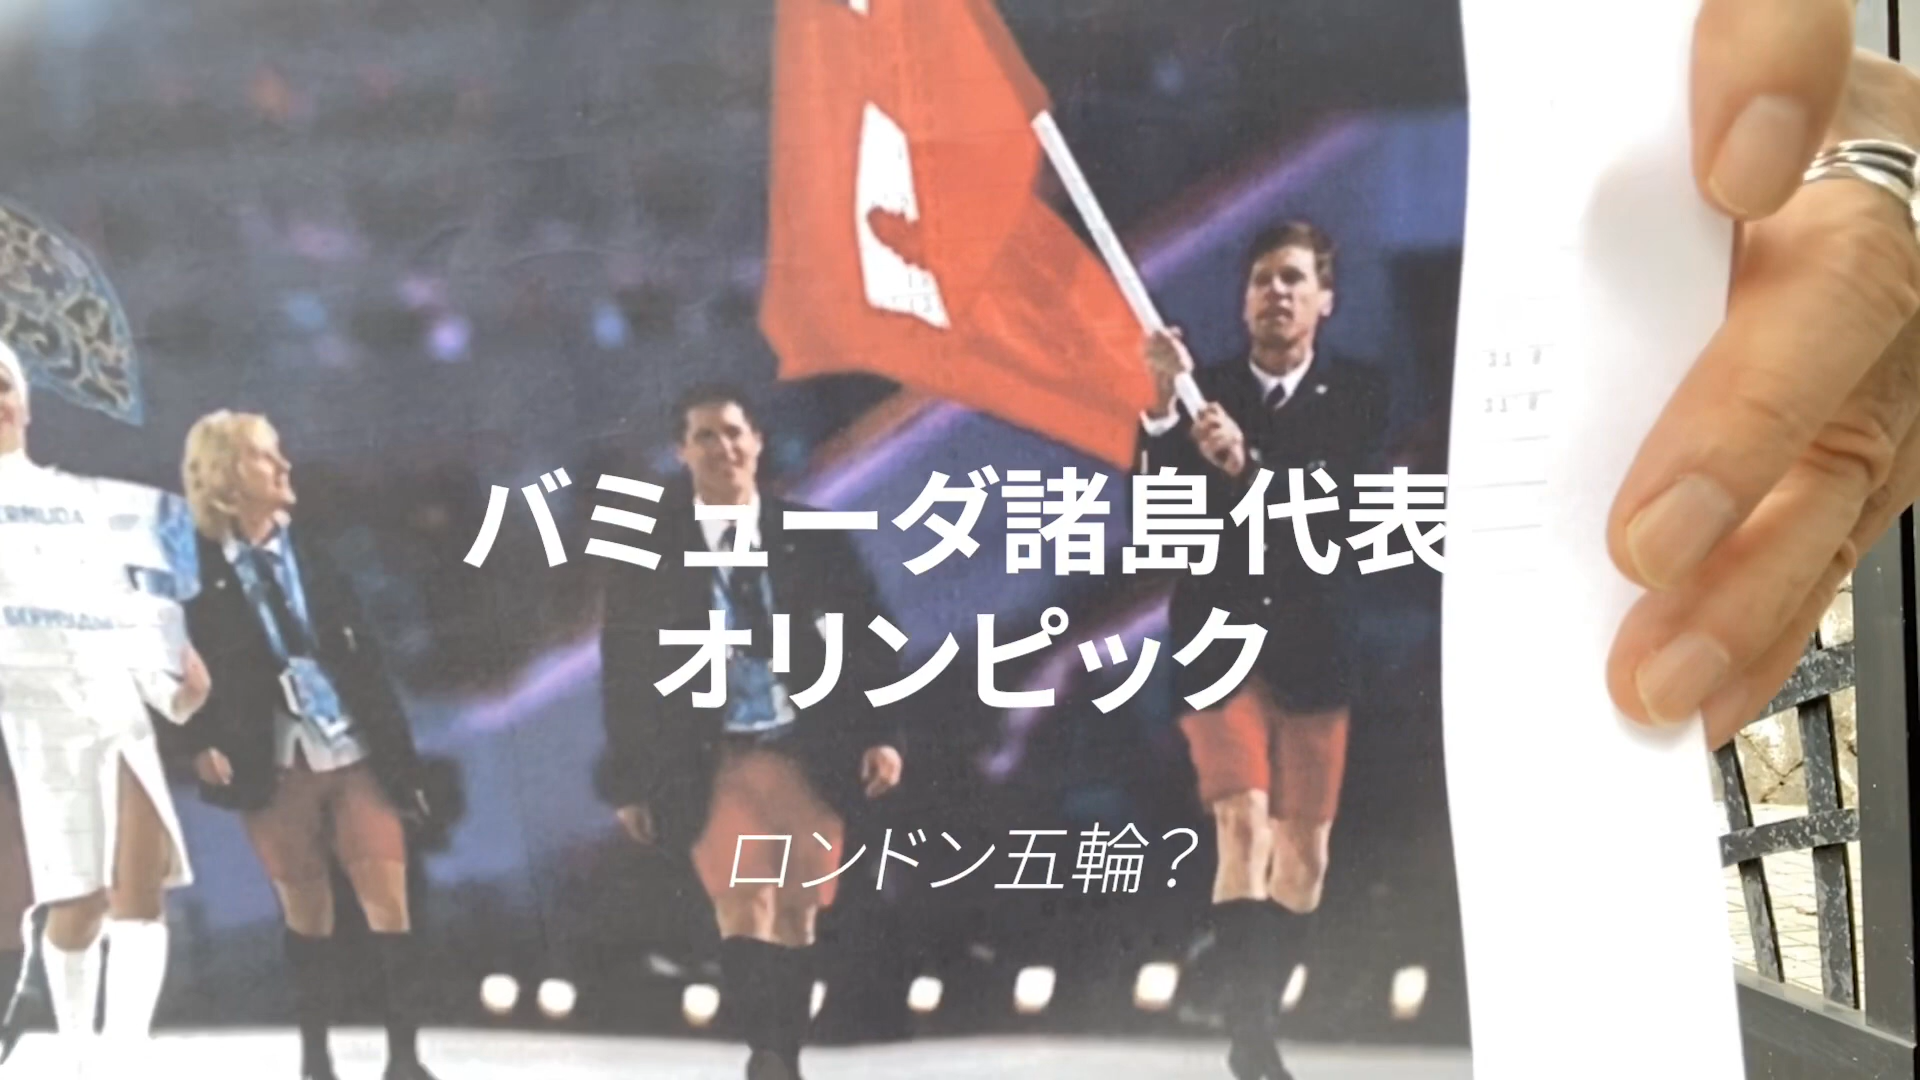 バミューダ諸島代表
オリンピック
ロンドン五輪?